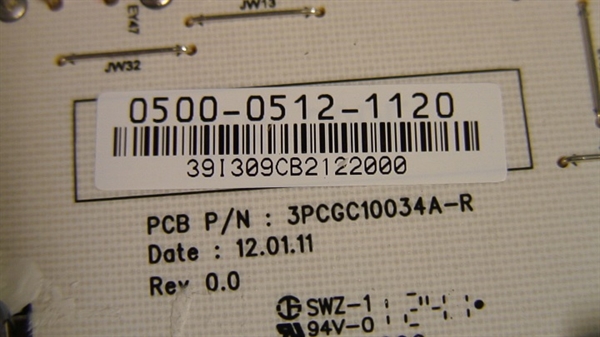 JW13
EY47
JW32
0500-0512-1120
39I309CB2122000
PCB P/N : 3PCGC10034A-R
Date : 12.01.11
Rev 0.0
SWZ-1
94V-0